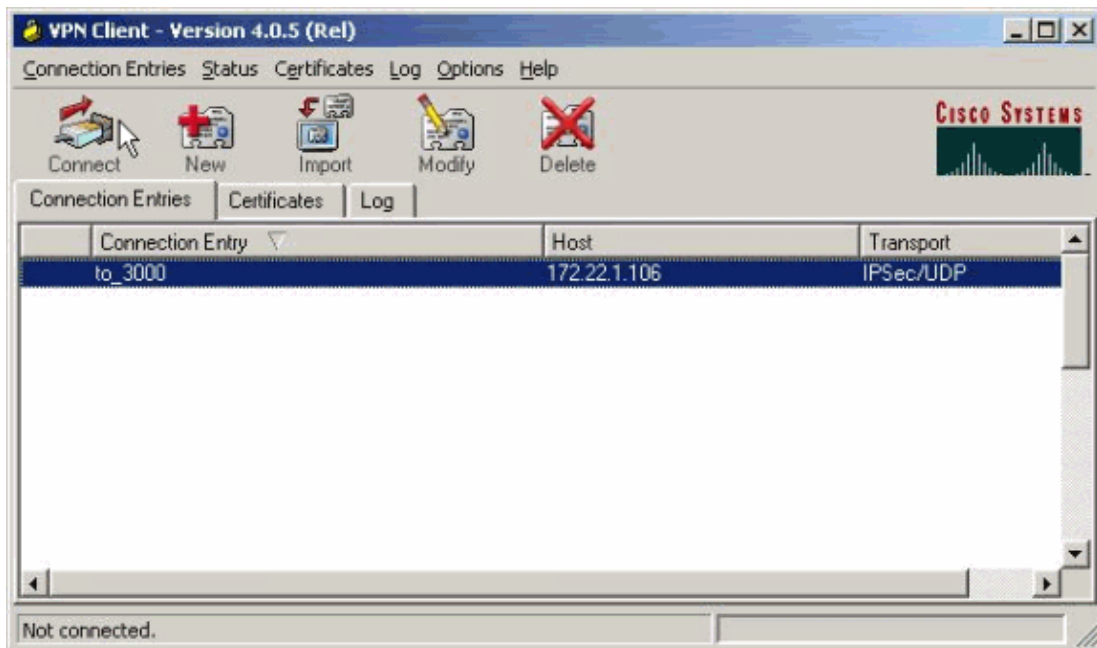 VPN Client - Version 4.0.5 (Rel)
Connection Entries Status Certificates Log Options Help
Connect New Import Modify Delete
CISCO SYSTEMS
Connection Entries Certificates Log
Connection Entry Host Transport
to_3000 172.22.1.106 IPSec/UDP
Not connected.